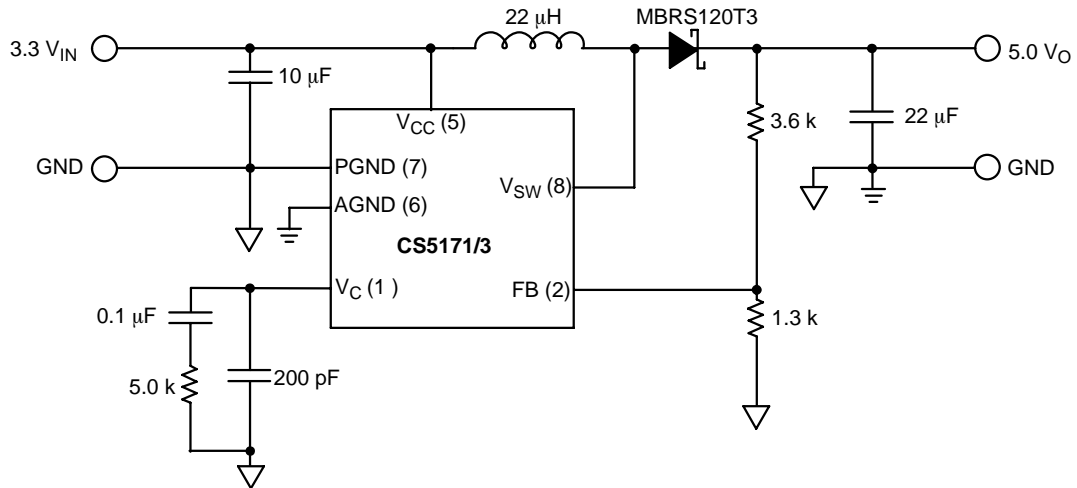 22 μH
MBRS120T3
3.3 V_IN
5.0 V_O
10 μF
3.6 k
22 μF
V_CC (5)
GND
PGND (7)
GND
V_SW (8)
AGND (6)
CS5171/3
V_C (1 )
FB (2)
0.1 μF
1.3 k
5.0 k
200 pF